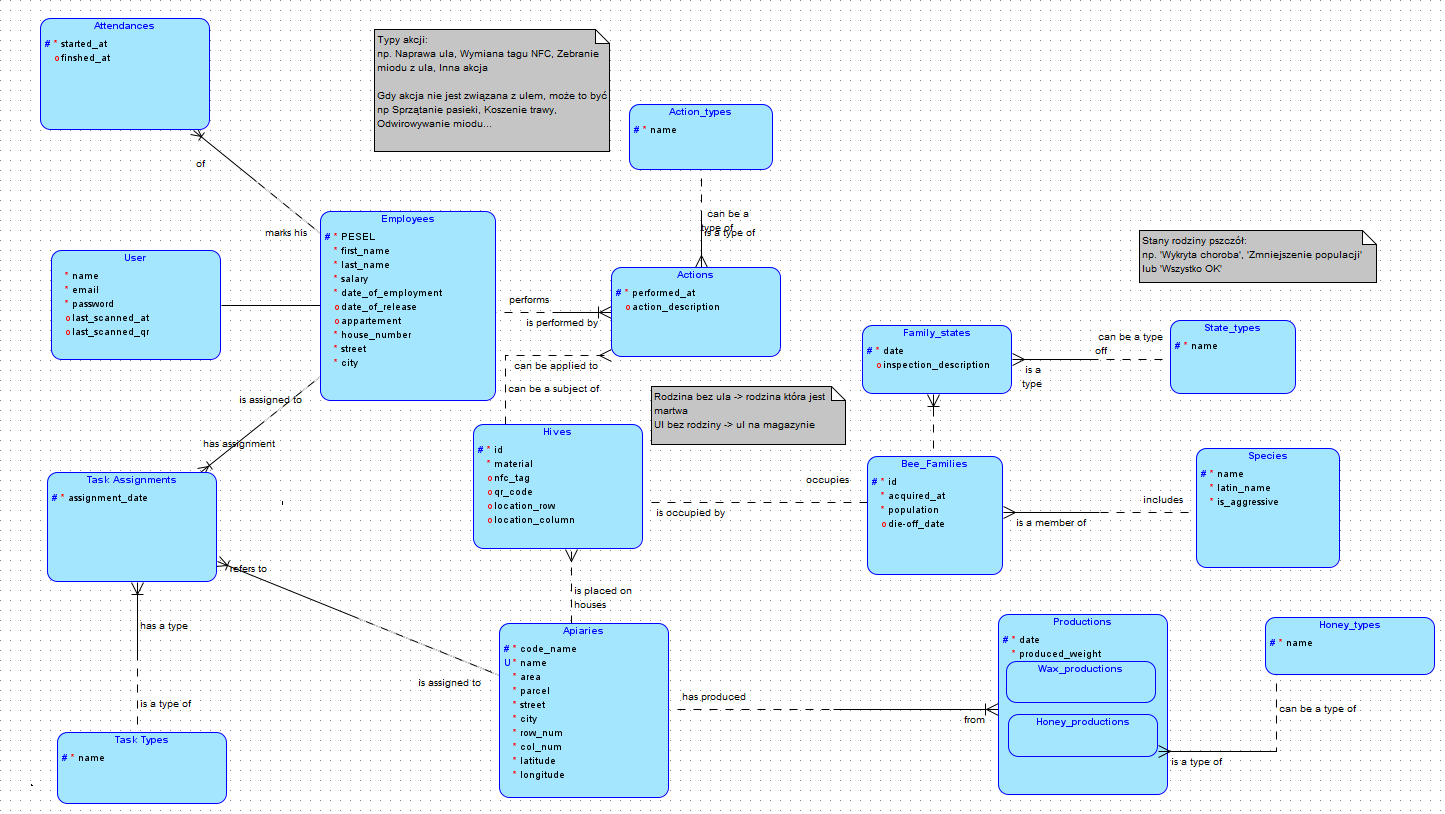 Attendances
# * started_at
o finshed_at
of
marks his
Typy akcji:
np. Naprawa ula, Wymiana tagu NFC, Zebranie
miodu z ula, Inna akcja
Gdy akcja nie jest związana z ulem, może to być
np Sprzątanie pasieki, Koszenie trawy,
Odwirowywanie miodu...
Action_types
# * name
can be a
type of
is a type of
User
* name
* email
* password
o last_scanned_at
o last_scanned_qr
Employees
# * PESEL
* first_name
* last_name
* salary
* date_of_employment
o date_of_release
o appartement
* house_number
* street
* city
performs
is performed by
Actions
# * performed_at
o action_description
can be applied to
can be a subject of
Stany rodziny pszczół:
np. 'Wykryta choroba', 'Zmniejszenie populacji'
lub 'Wszystko OK'
Family_states
# * date
o inspection_description
can be a type
off
is a
type
State_types
# * name
Rodzina bez ula -> rodzina która jest
martwa
Ul bez rodziny -> ul na magazynie
is assigned to
has assignment
Task Assignments
# * assignment_date
refers to
is assigned to
Hives
# * id
* material
o nfc_tag
o qr_code
o location_row
o location_column
occupies
is occupied by
Bee_Families
# * id
* acquired_at
* population
o die-off_date
includes
is a member of
Species
# * name
* latin_name
* is_aggressive
is placed on
houses
has a type
is a type of
Task Types
# * name
Apiaries
# * code_name
U * name
* area
* parcel
* street
* city
* row_num
* col_num
* latitude
* longitude
has produced
from
Productions
# * date
* produced_weight
Wax_productions
Honey_productions
Honey_types
# * name
can be a type of
is a type of